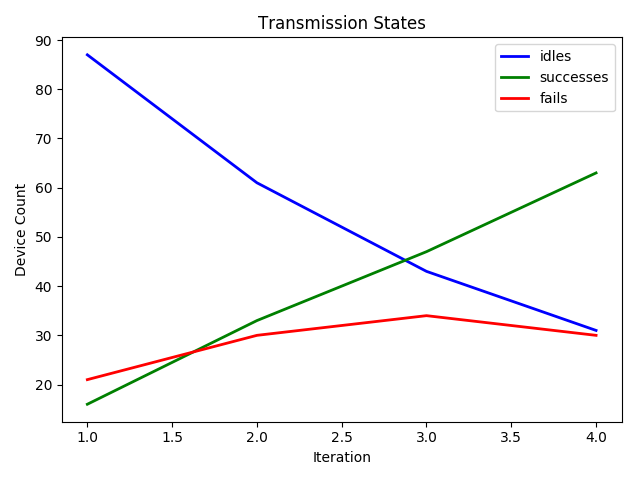 Transmission States
idles
successes
fails
Device Count
90
80
70
60
50
40
30
20
1.0 1.5 2.0 2.5 3.0 3.5 4.0
Iteration